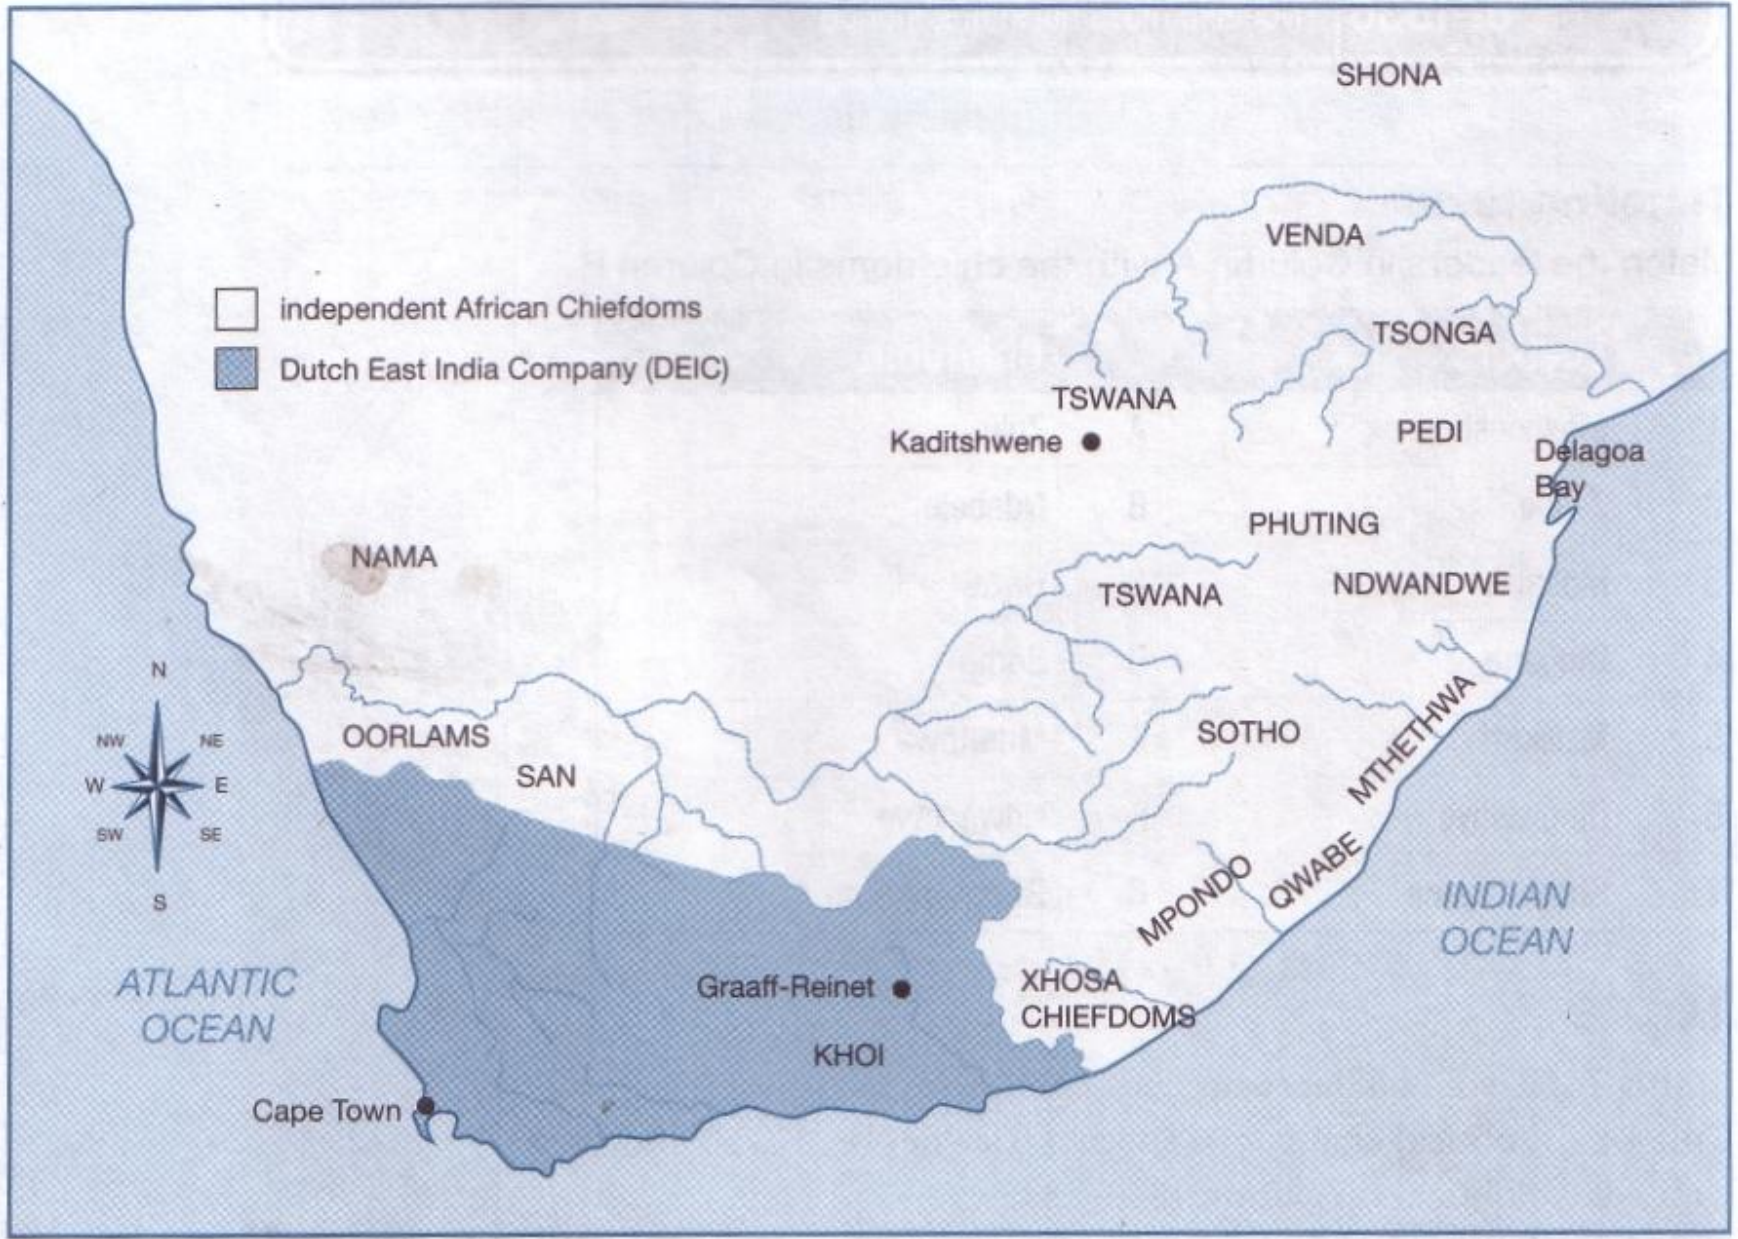 SHONA
VENDA
independent African Chiefdoms
Dutch East India Company (DEIC)
TSONGA
TSWANA
Kaditshwene
PEDI
Delagoa
Bay
PHUTING
NAMA
TSWANA
NDWANDWE
N
NW
NE
W
E
SW
SE
S
OORLAMS
SAN
SOTHO
MTHETHWA
MPONDO
QWABE
INDIAN
OCEAN
ATLANTIC
OCEAN
Graaff-Reinet
XHOSA
CHIEFDOMS
KHOI
Cape Town